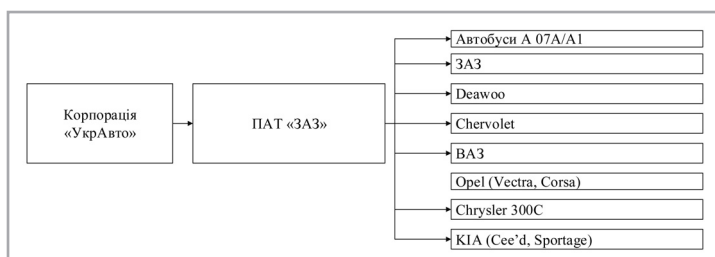 Корпорація
«УкрАвто»
ПАТ «ЗАЗ»
Автобуси А 07А/А1
ЗАЗ
Deawoo
Chervolet
ВАЗ
Opel (Vectra, Corsa)
Chrysler 300C
KIA (Cee’d, Sportage)